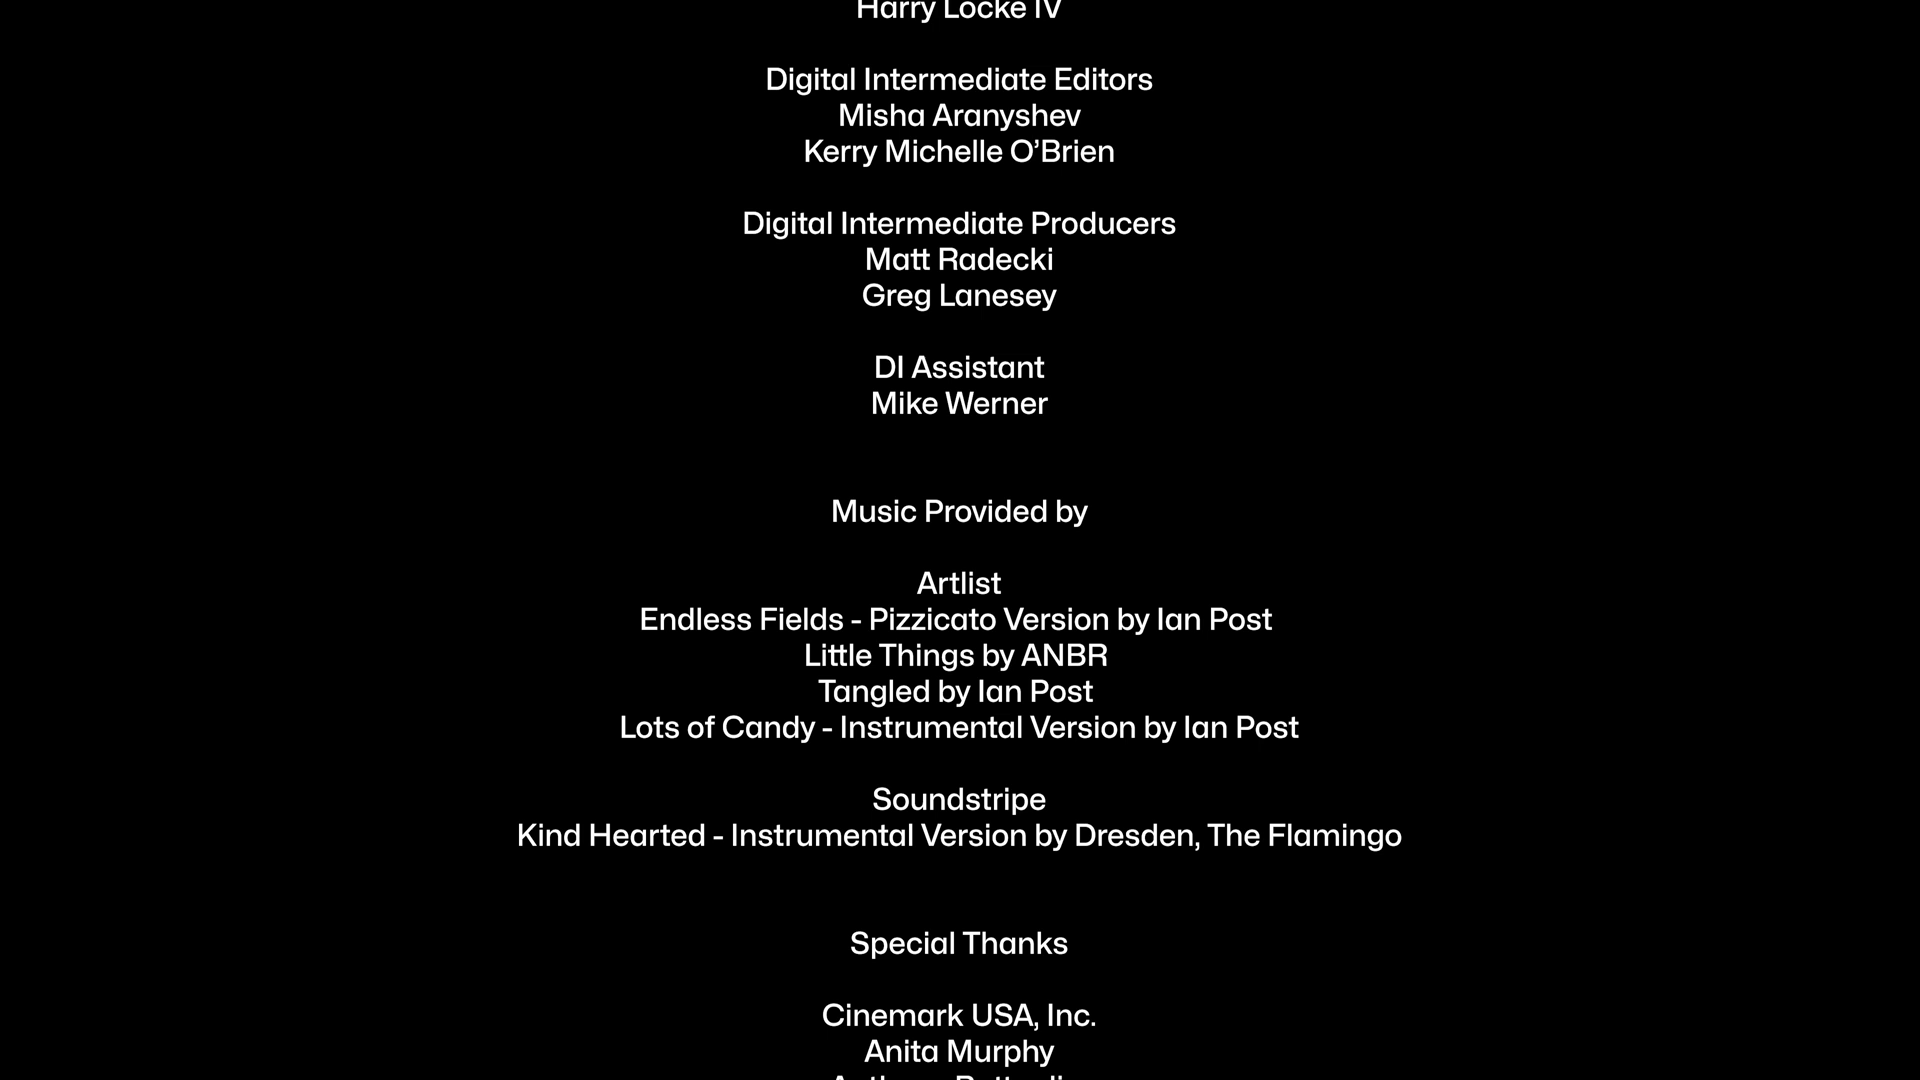 Harry Locke IV
Digital Intermediate Editors
Misha Aranyshev
Kerry Michelle O’Brien
Digital Intermediate Producers
Matt Radecki
Greg Lanesey
DI Assistant
Mike Werner
Music Provided by
Artlist
Endless Fields - Pizzicato Version by Ian Post
Little Things by ANBR
Tangled by Ian Post
Lots of Candy - Instrumental Version by Ian Post
Soundstripe
Kind Hearted - Instrumental Version by Dresden, The Flamingo
Special Thanks
Cinemark USA, Inc.
Anita Murphy